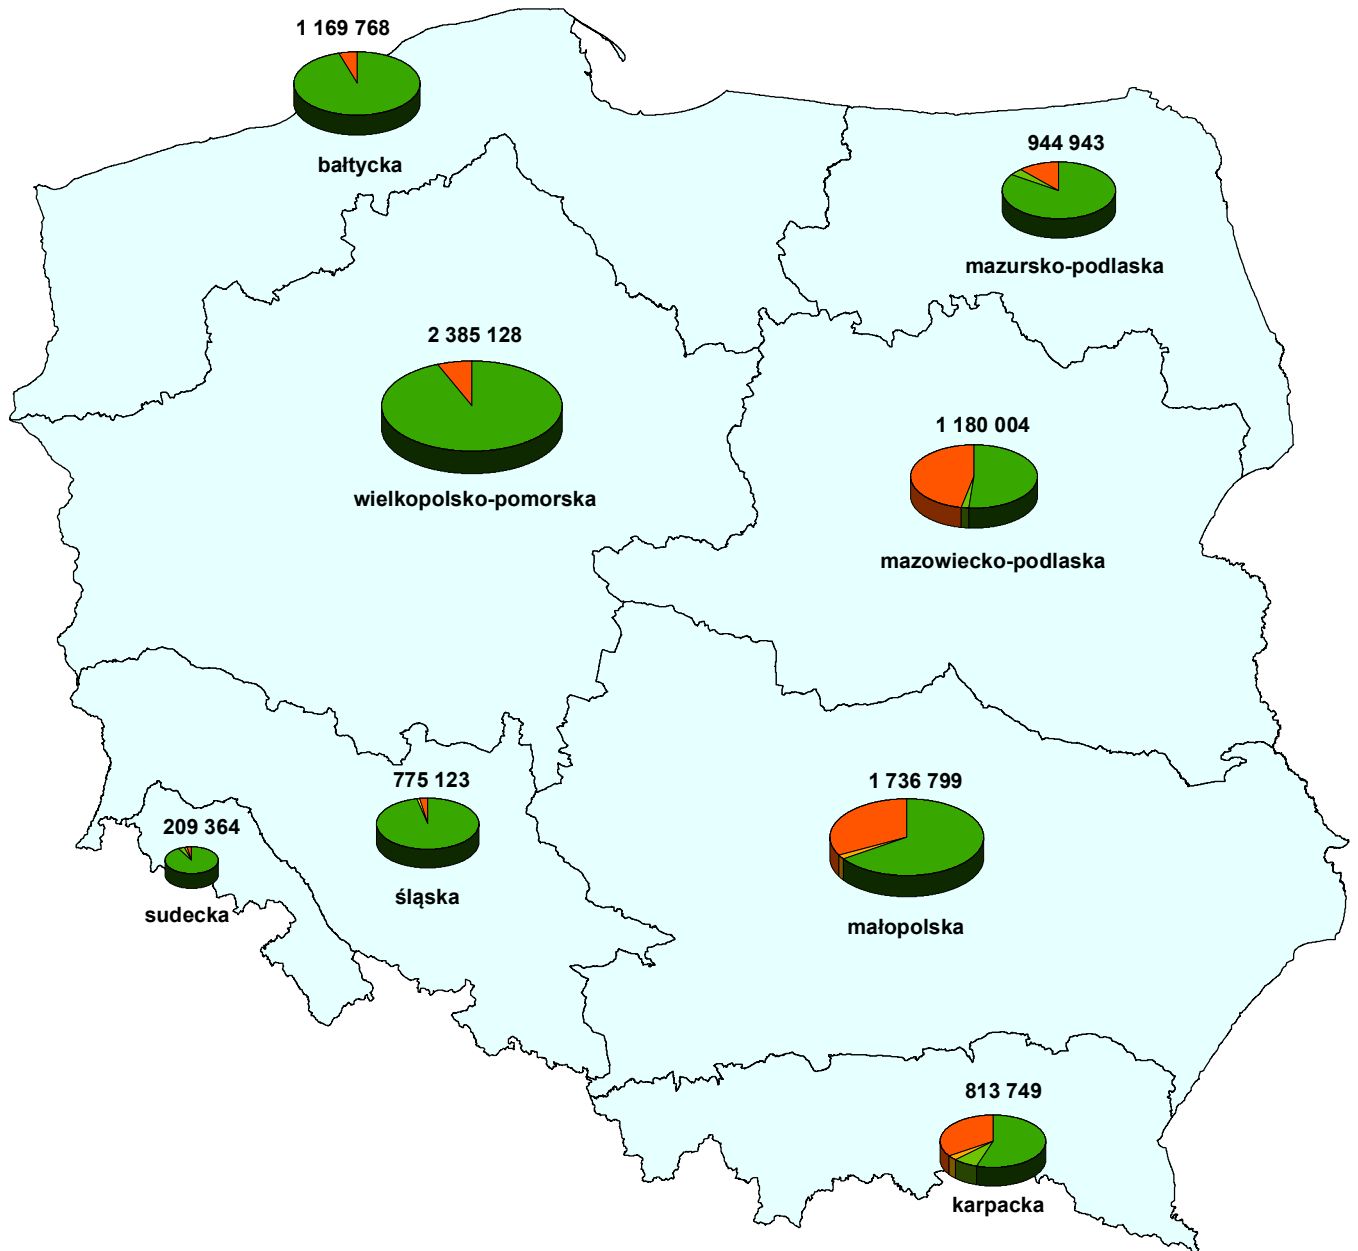 1 169 768
bałtycka
944 943
mazursko-podlaska
2 385 128
wielkopolsko-pomorska
1 180 004
mazowiecko-podlaska
775 123
śląska
1 736 799
małopolska
209 364
sudecka
813 749
karpacka